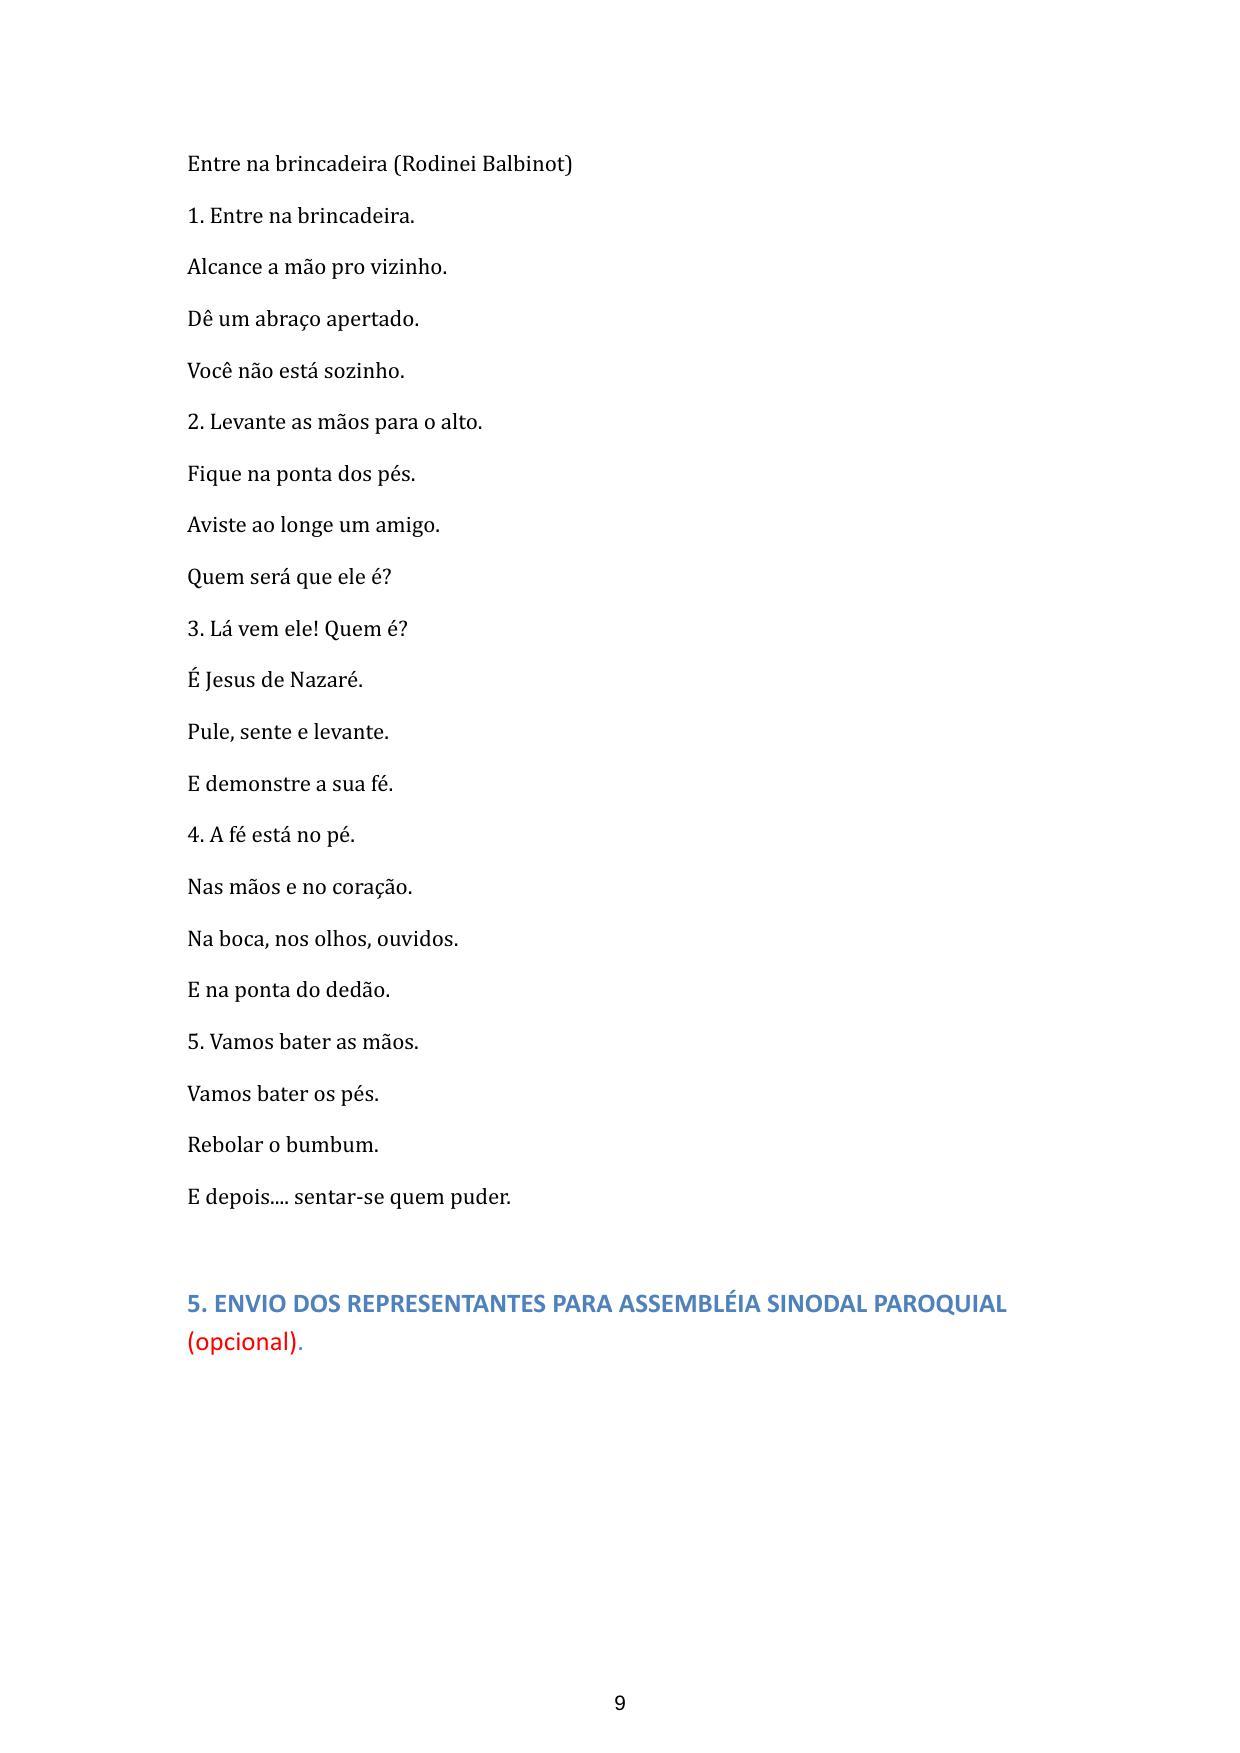 Entre na brincadeira (Rodinei Balbinot)
1. Entre na brincadeira.
Alcance a mão pro vizinho.
Dê um abraço apertado.
Você não está sozinho.
2. Levante as mãos para o alto.
Fique na ponta dos pés.
Aviste ao longe um amigo.
Quem será que ele é?
3. Lá vem ele! Quem é?
É Jesus de Nazaré.
Pule, sente e levante.
E demonstre a sua fé.
4. A fé está no pé.
Nas mãos e no coração.
Na boca, nos olhos, ouvidos.
E na ponta do dedão.
5. Vamos bater as mãos.
Vamos bater os pés.
Rebolar o bumbum.
E depois.... sentar-se quem puder.
5. ENVIO DOS REPRESENTANTES PARA ASSEMBLÉIA SINODAL PAROQUIAL
(opcional).
9